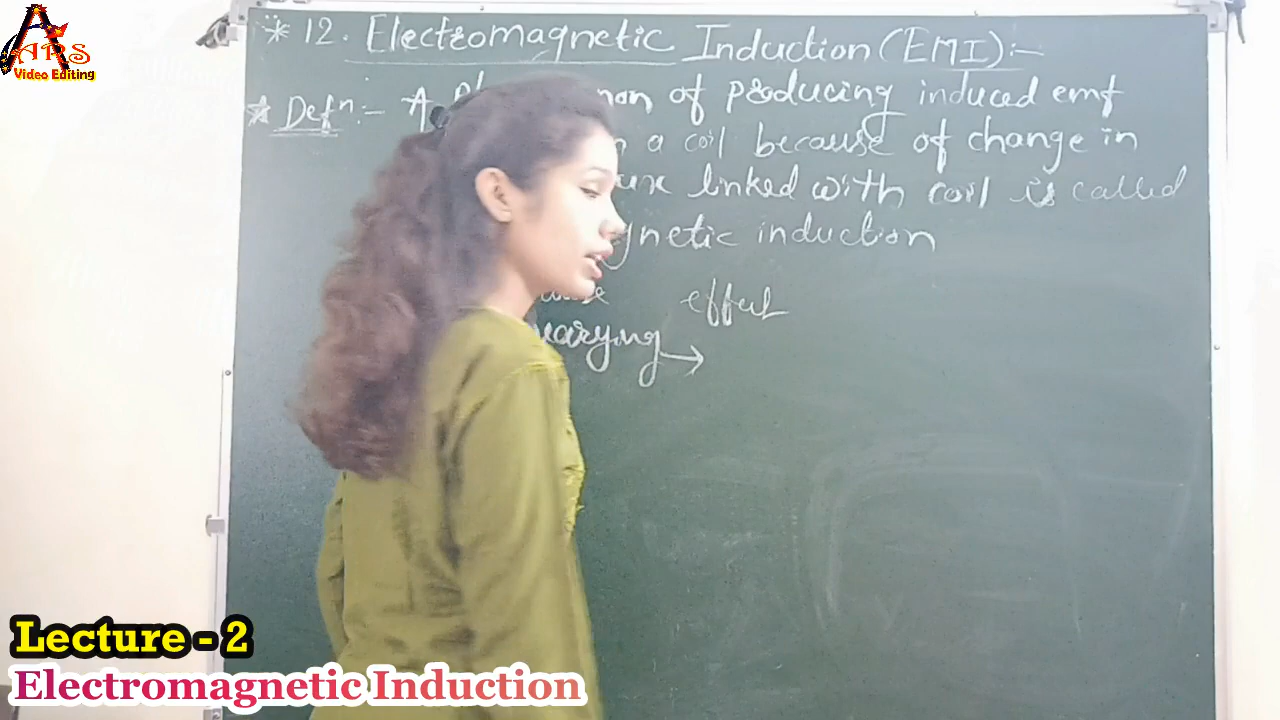 ARS
Video Editing
* 12. Electromagnetic Induction (EMI):-
* Defⁿ:- A of producing induced emf
a coil because of change in
linked with coil is called
induction
effect
varying →
Lecture - 2
Electromagnetic Induction